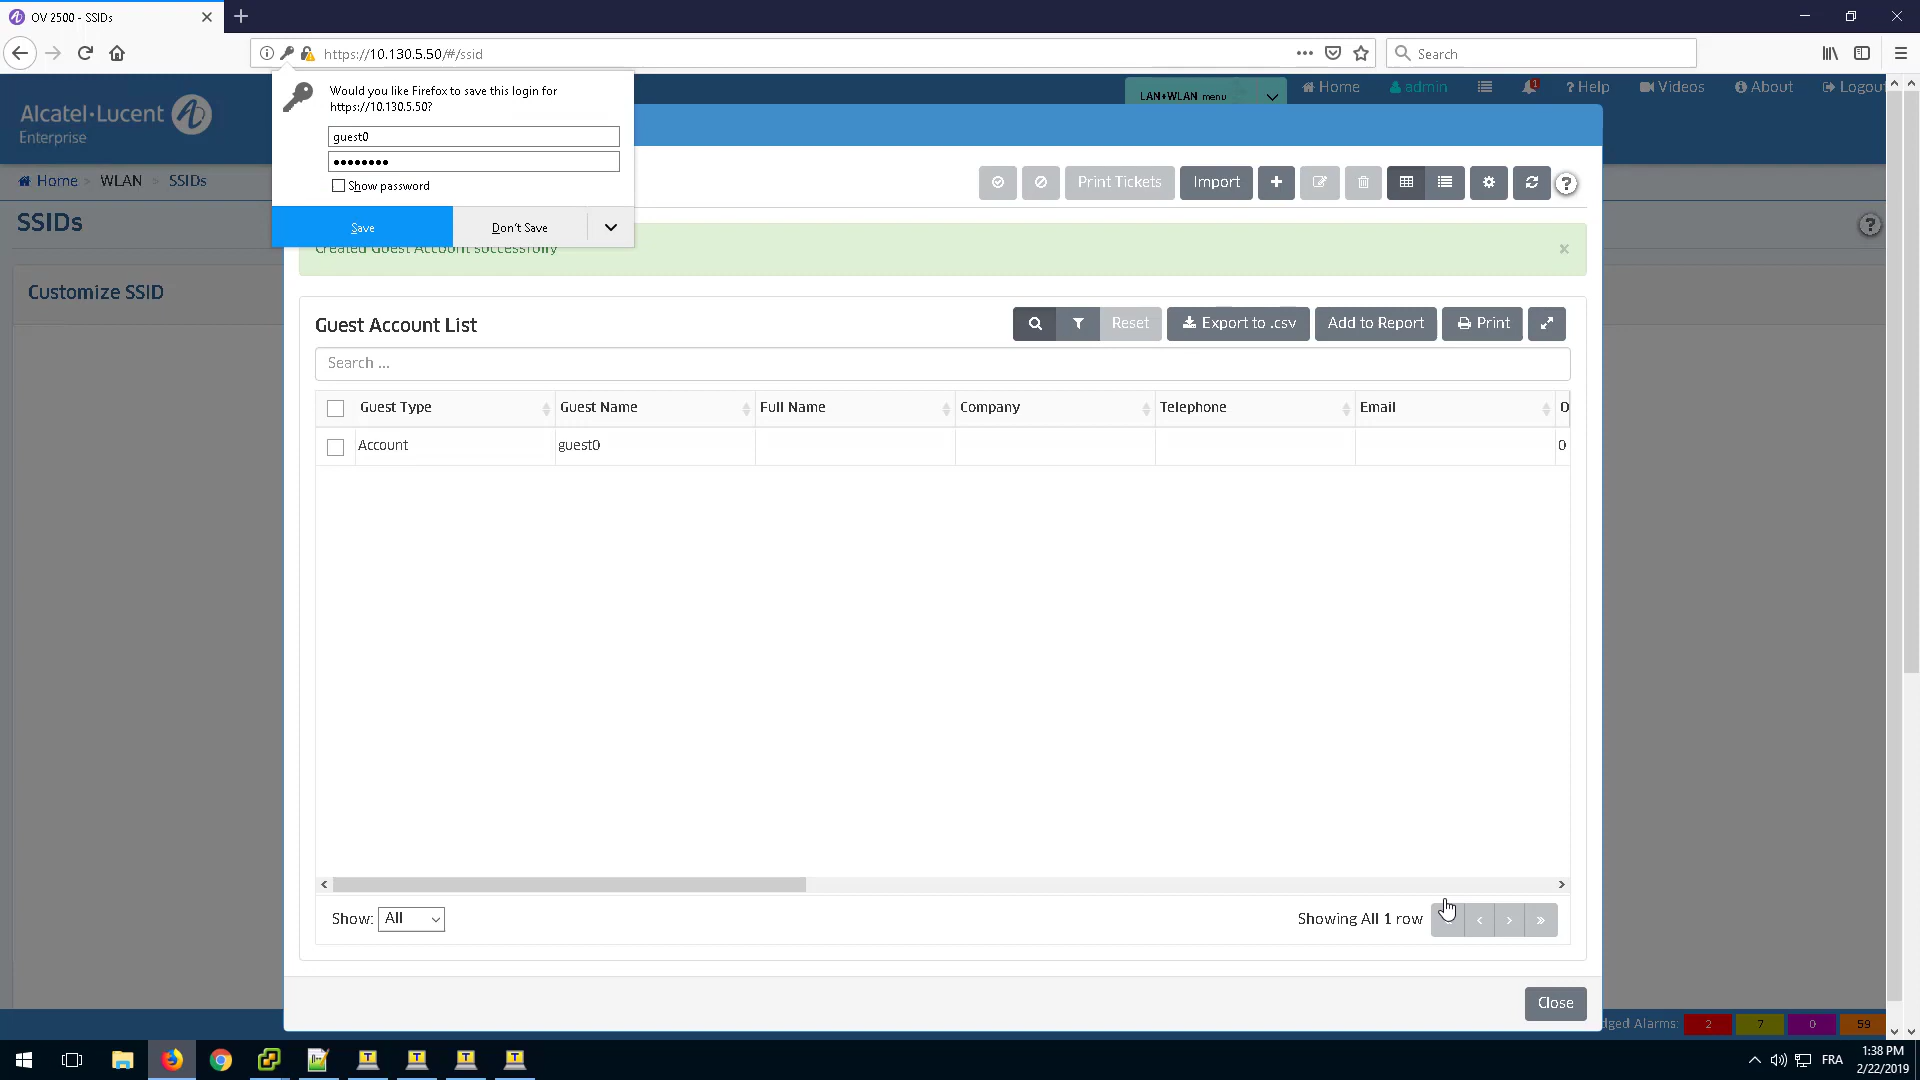 OV 2500 - SSIDs
https://10.130.5.50/#/ssid
Search
Would you like Firefox to save this login for
https://10.130.5.50?
guest0
••••••••
Show password
Save
Don't Save
Alcatel·Lucent
Enterprise
LAN+WLAN menu
Home
admin
1
? Help
Videos
About
Logout
Home > WLAN > SSIDs
SSIDs
Customize SSID
Print Tickets
Import
Created Guest Account successfully
×
Guest Account List
Reset
Export to .csv
Add to Report
Print
Search ...
Guest Type
Guest Name
Full Name
Company
Telephone
Email
Account
guest0
0
Show: All
Showing All 1 row
Close
dged Alarms:
2
7
0
59
FRA
1:38 PM
2/22/2019